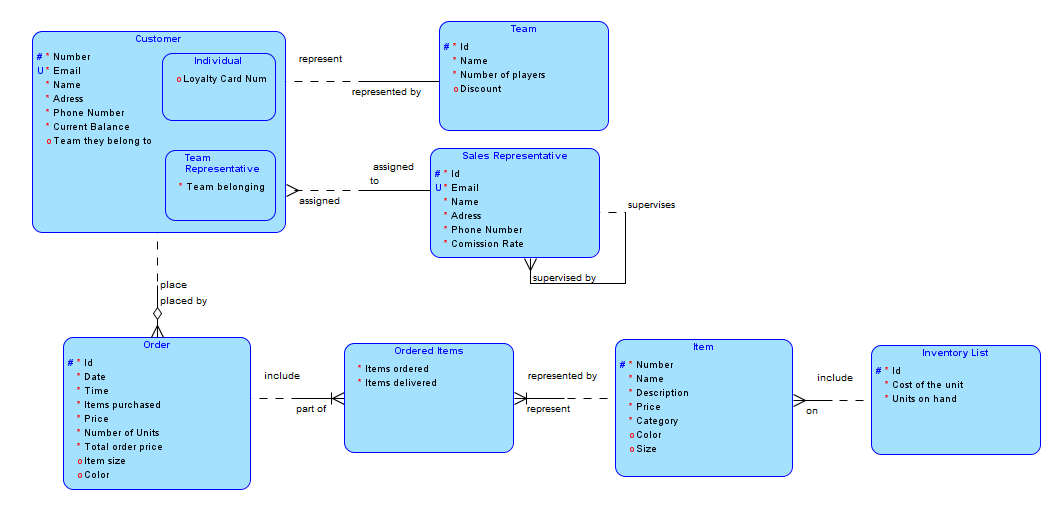 Customer
# * Number
U * Email
* Name
* Adress
* Phone Number
* Current Balance
o Team they belong to
Individual
o Loyalty Card Num
Team
Representative
* Team belonging
represent
represented by
Team
# * Id
* Name
* Number of players
o Discount
assigned
to
assigned
Sales Representative
# * Id
U * Email
* Name
* Adress
* Phone Number
* Comission Rate
supervises
supervised by
place
placed by
Order
# * Id
* Date
* Time
* Items purchased
* Price
* Number of Units
* Total order price
o Item size
o Color
include
part of
Ordered Items
* Items ordered
* Items delivered
represented by
represent
Item
# * Number
* Name
* Description
* Price
* Category
o Color
o Size
include
on
Inventory List
# * Id
* Cost of the unit
* Units on hand